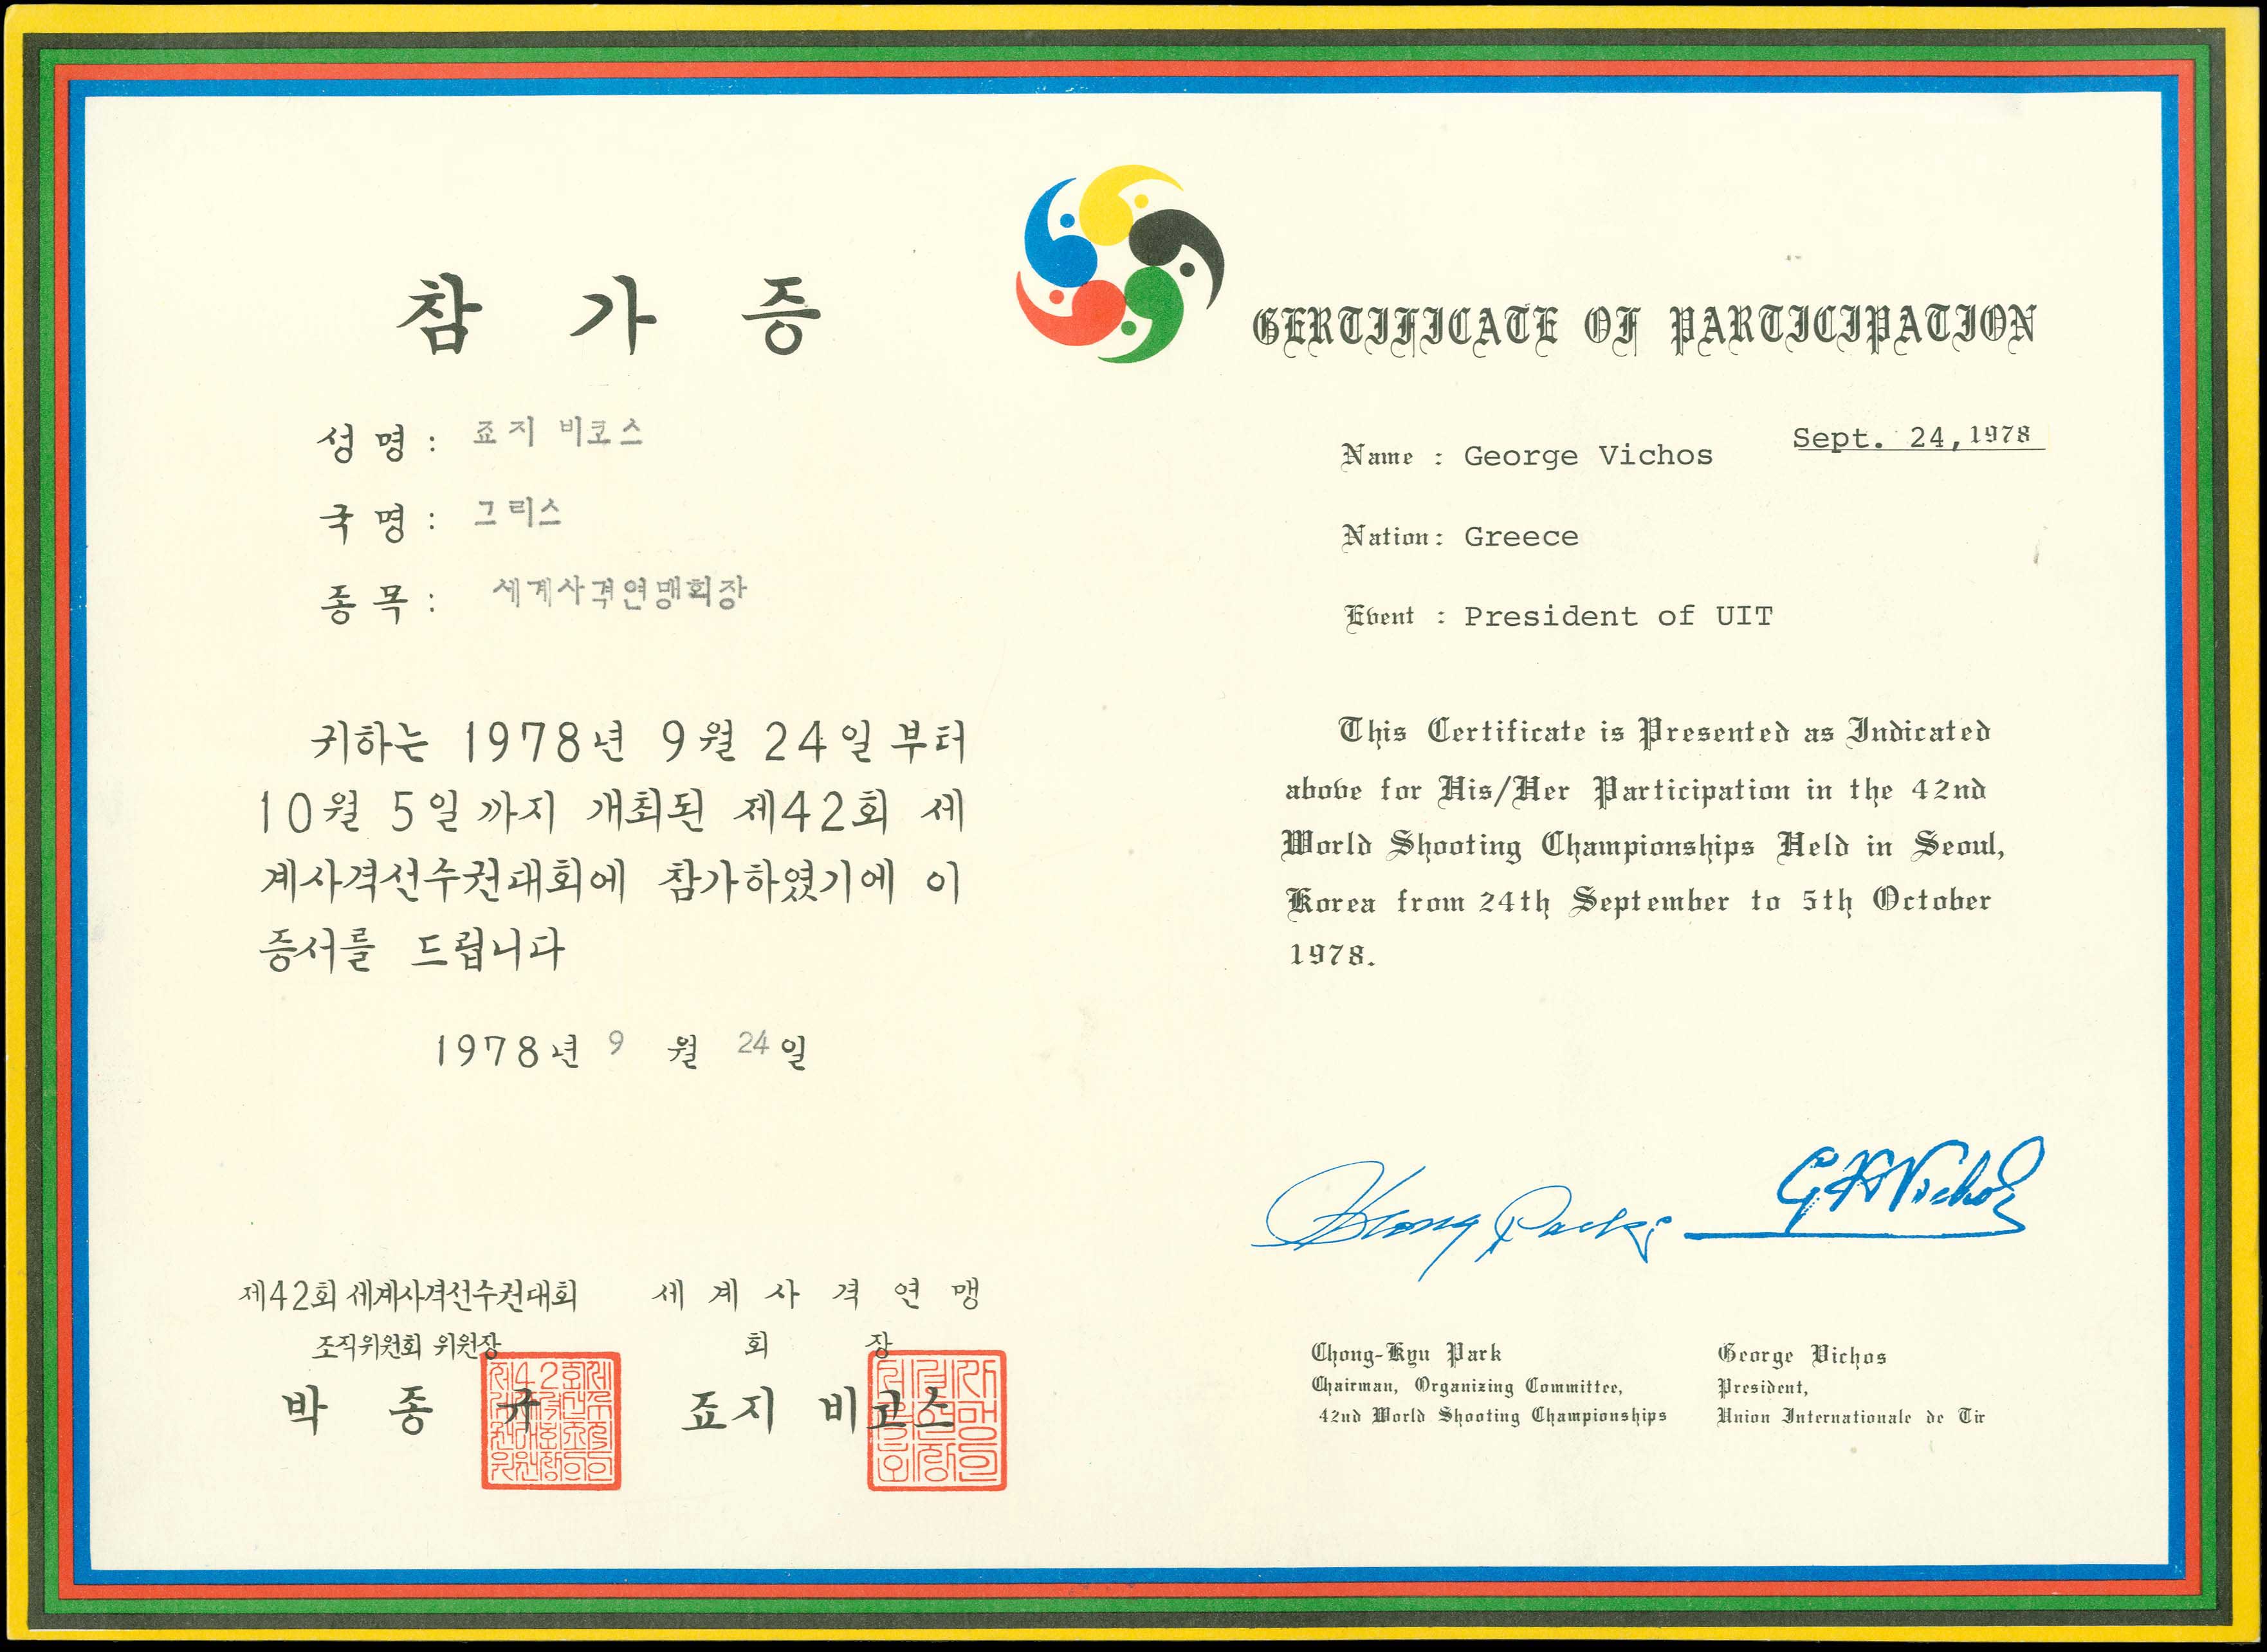 참 가 증
성 명 : 죠지 비코스
국 명 : 그리스
종 목 : 세계사격연맹회장
귀하는 1978년 9월 24일 부터
10월 5일 까지 개최된 제42회 세
계사격선수권대회에 참가하였기에 이
증서를 드립니다
1978년 9 월 24일
제42회 세계사격선수권대회
조직위원회 위원장
박 종 규
세 계 사 격 연 맹
회 장
죠지 비코스
CERTIFICATE OF PARTICIPATION
Sept. 24, 1978
Name : George Vichos
Nation: Greece
Event : President of UIT
This Certificate is Presented as Indicated
above for His/Her Participation in the 42nd
World Shooting Championships Held in Seoul,
Korea from 24th September to 5th October
1978.
Chong-Kyu Park
Chairman, Organizing Committee,
42nd World Shooting Championships
G Vichos
George Vichos
President,
Union Internationale de Tir